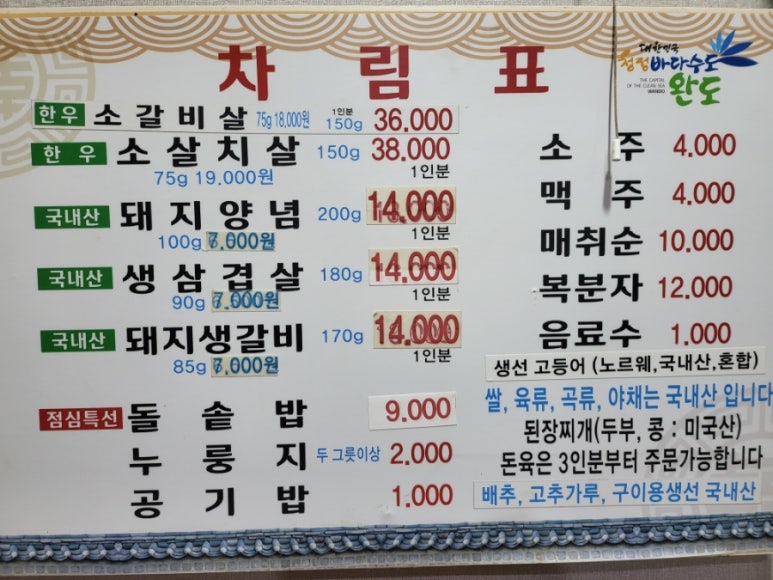 차림표
대한민국
청정바다수도
THE CAPITAL
OF THE CLEAN SEA
WANDO
완도
한우 소갈비살 75g 18,000원 1인분 150g 36.000
한우 소살치살 150g 38.000
75g 19.000원 1인분
국내산 돼지양념 200g 14.000
100g 7.000원 1인분
국내산 생삼겹살 180g 14.000
90g 7,000원 1인분
국내산 돼지생갈비 170g 14.000
85g 7,000원 1인분
점심특선 돌솥밥 9.000
누룽지 두 그릇이상 2.000
공기밥 1.000
소주 4.000
맥주 4.000
매취순 10.000
복분자 12.000
음료수 1.000
생선 고등어 (노르웨,국내산,혼합)
쌀, 육류, 곡류, 야채는 국내산 입니다
된장찌개(두부, 콩 : 미국산)
돈육은 3인분부터 주문가능합니다
배추, 고추가루, 구이용생선 국내산